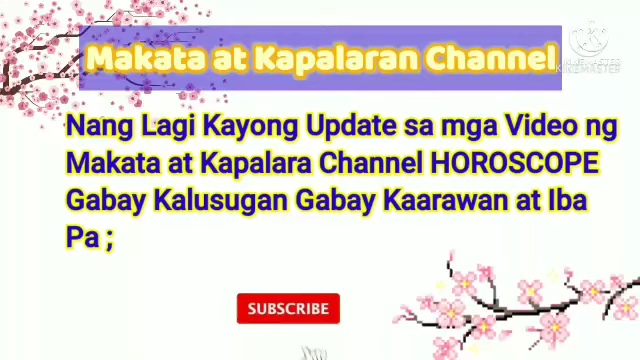 Makata at Kapalaran Channel
KINEMASTER
Nang Lagi Kayong Update sa mga Video ng
Makata at Kapalara Channel HOROSCOPE
Gabay Kalusugan Gabay Kaarawan at Iba
Pa ;
SUBSCRIBE